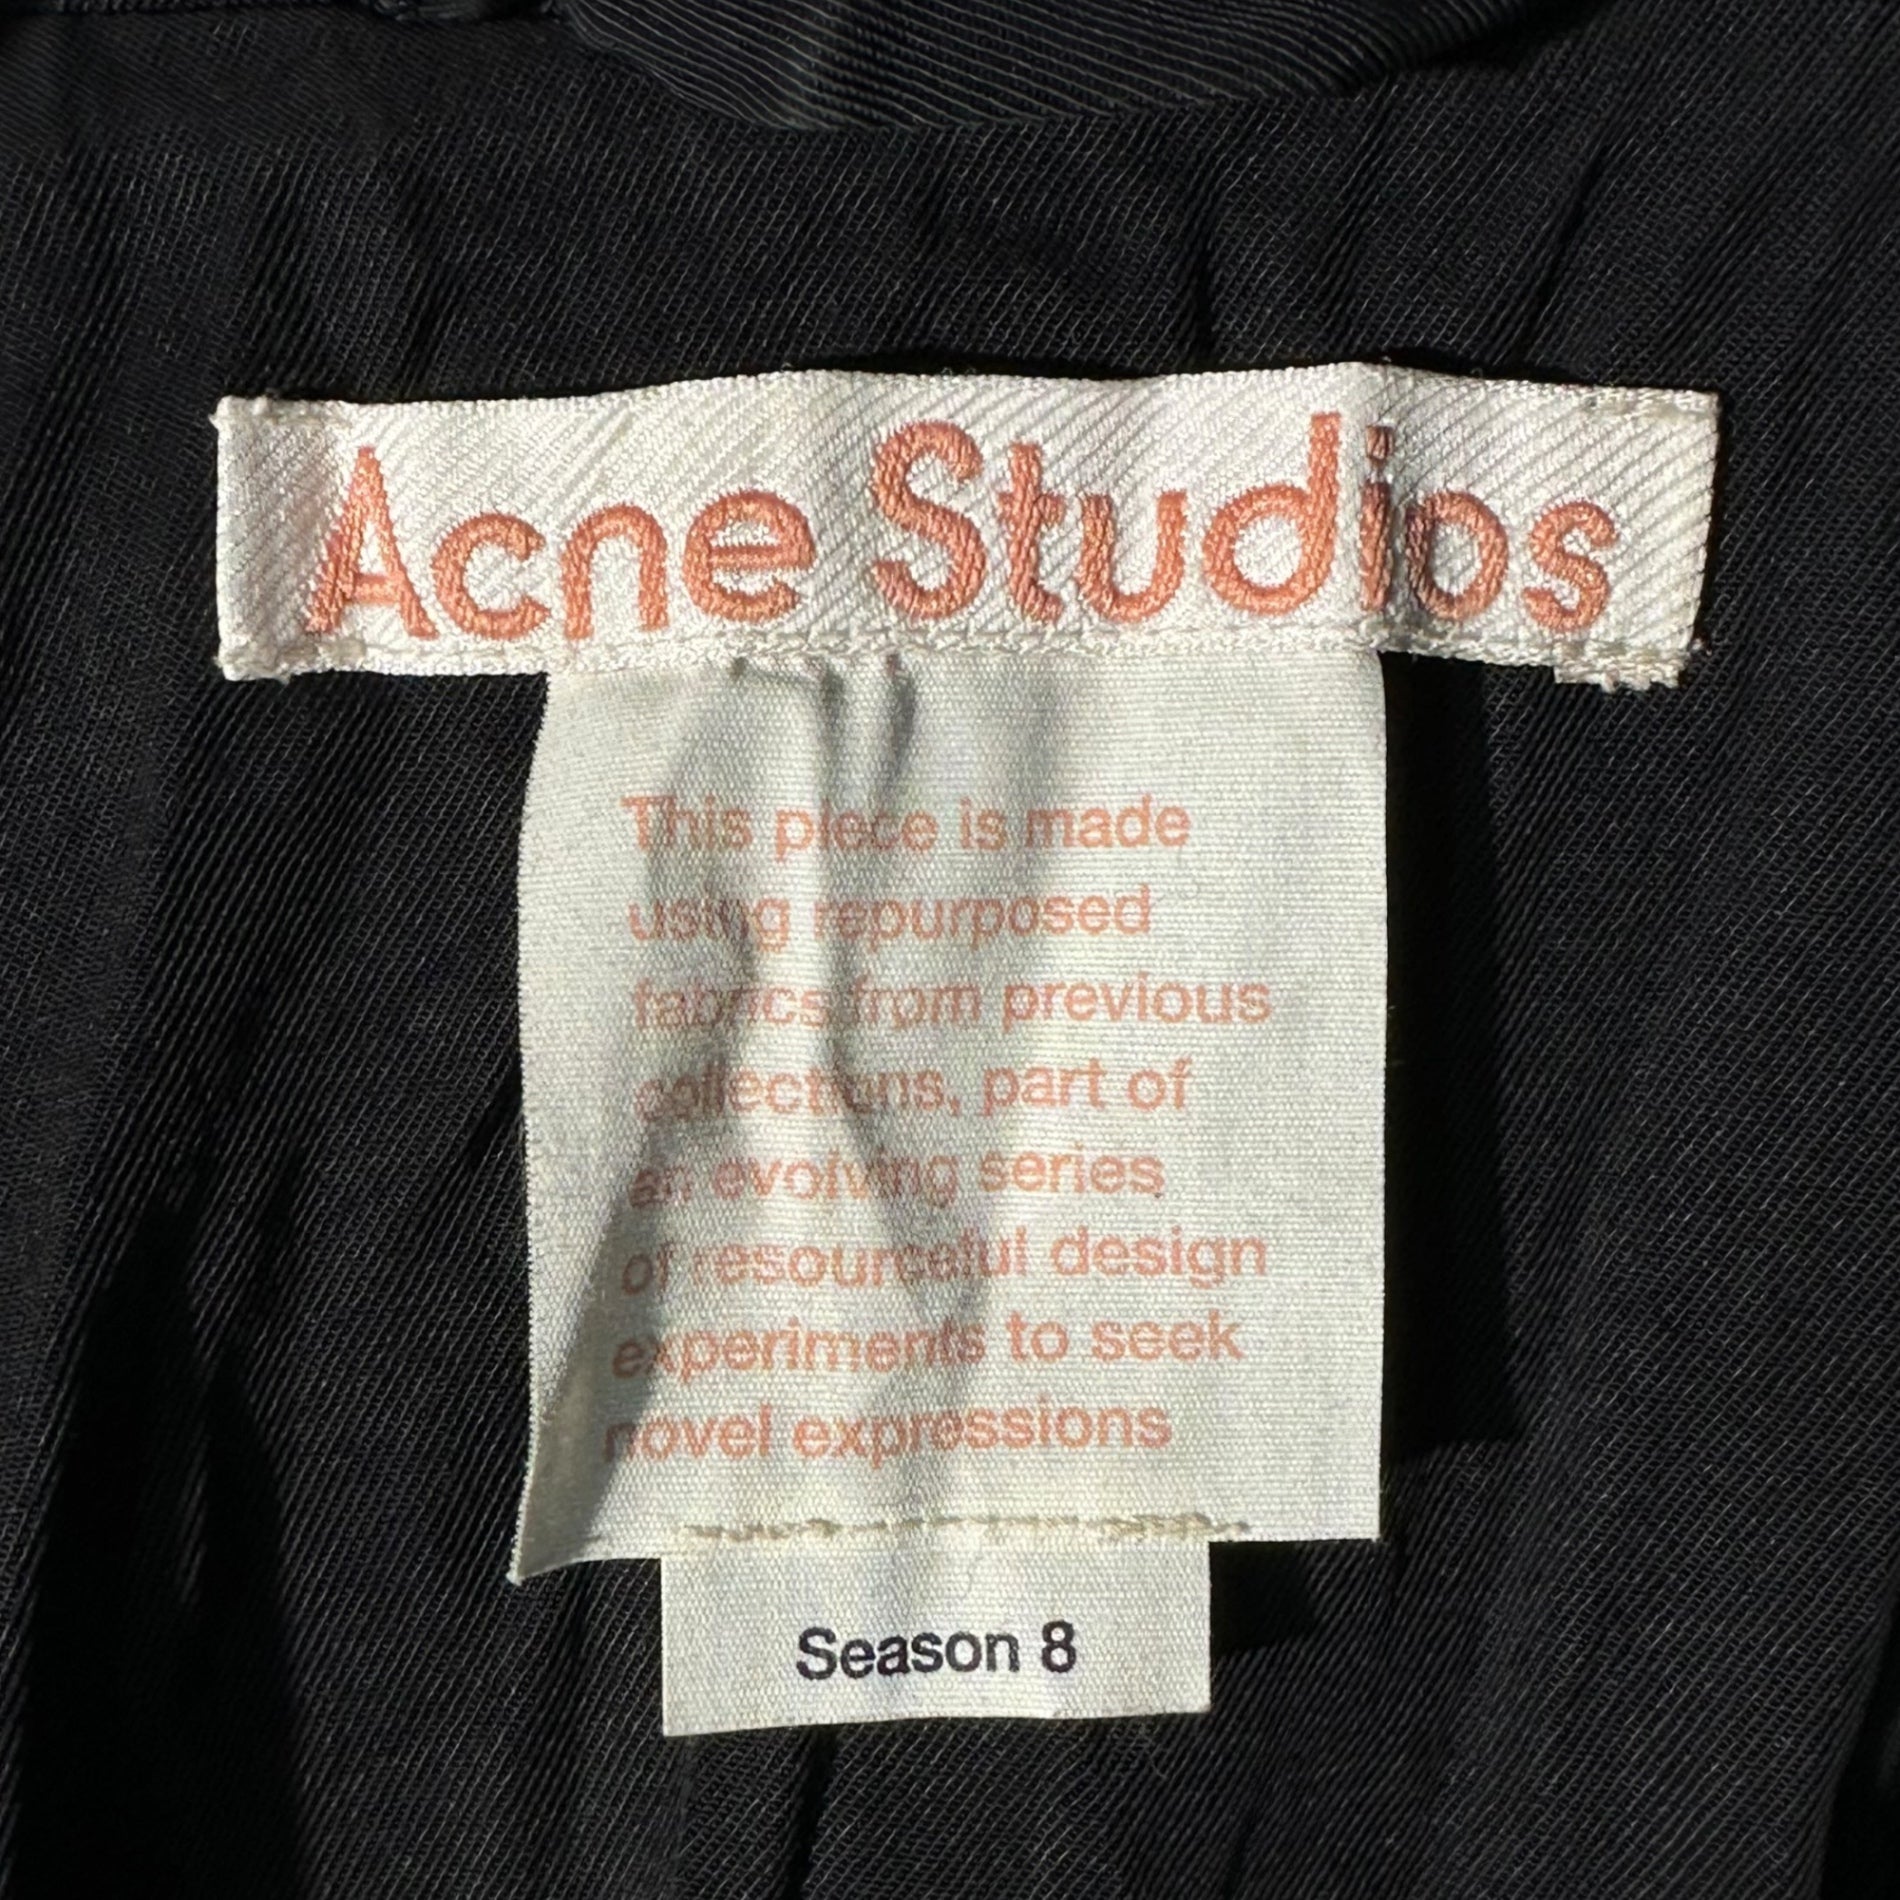 Acne Studios
This piece is made
using repurposed
fabrics from previous
collections, part of
an evolving series
of resourceful design
experiments to seek
novel expressions
Season 8